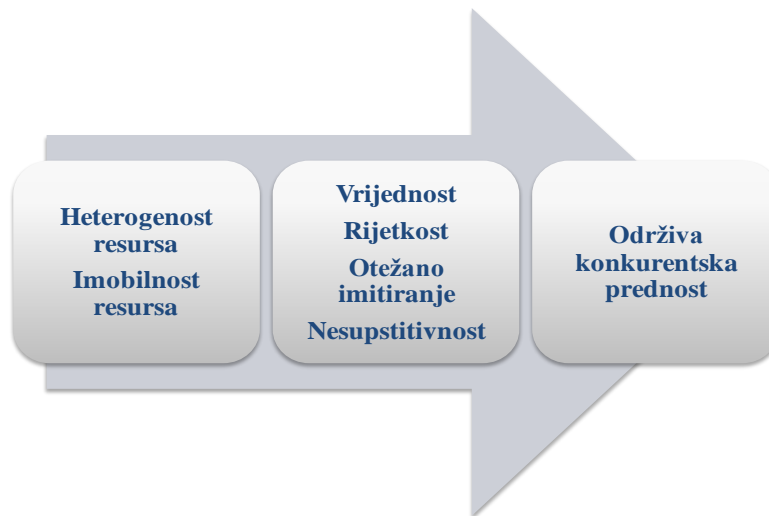 Heterogenost
resursa
Imobilnost
resursa
Vrijednost
Rijetkost
Otežano
imitiranje
Nesupstitivnost
Održiva
konkurentska
prednost